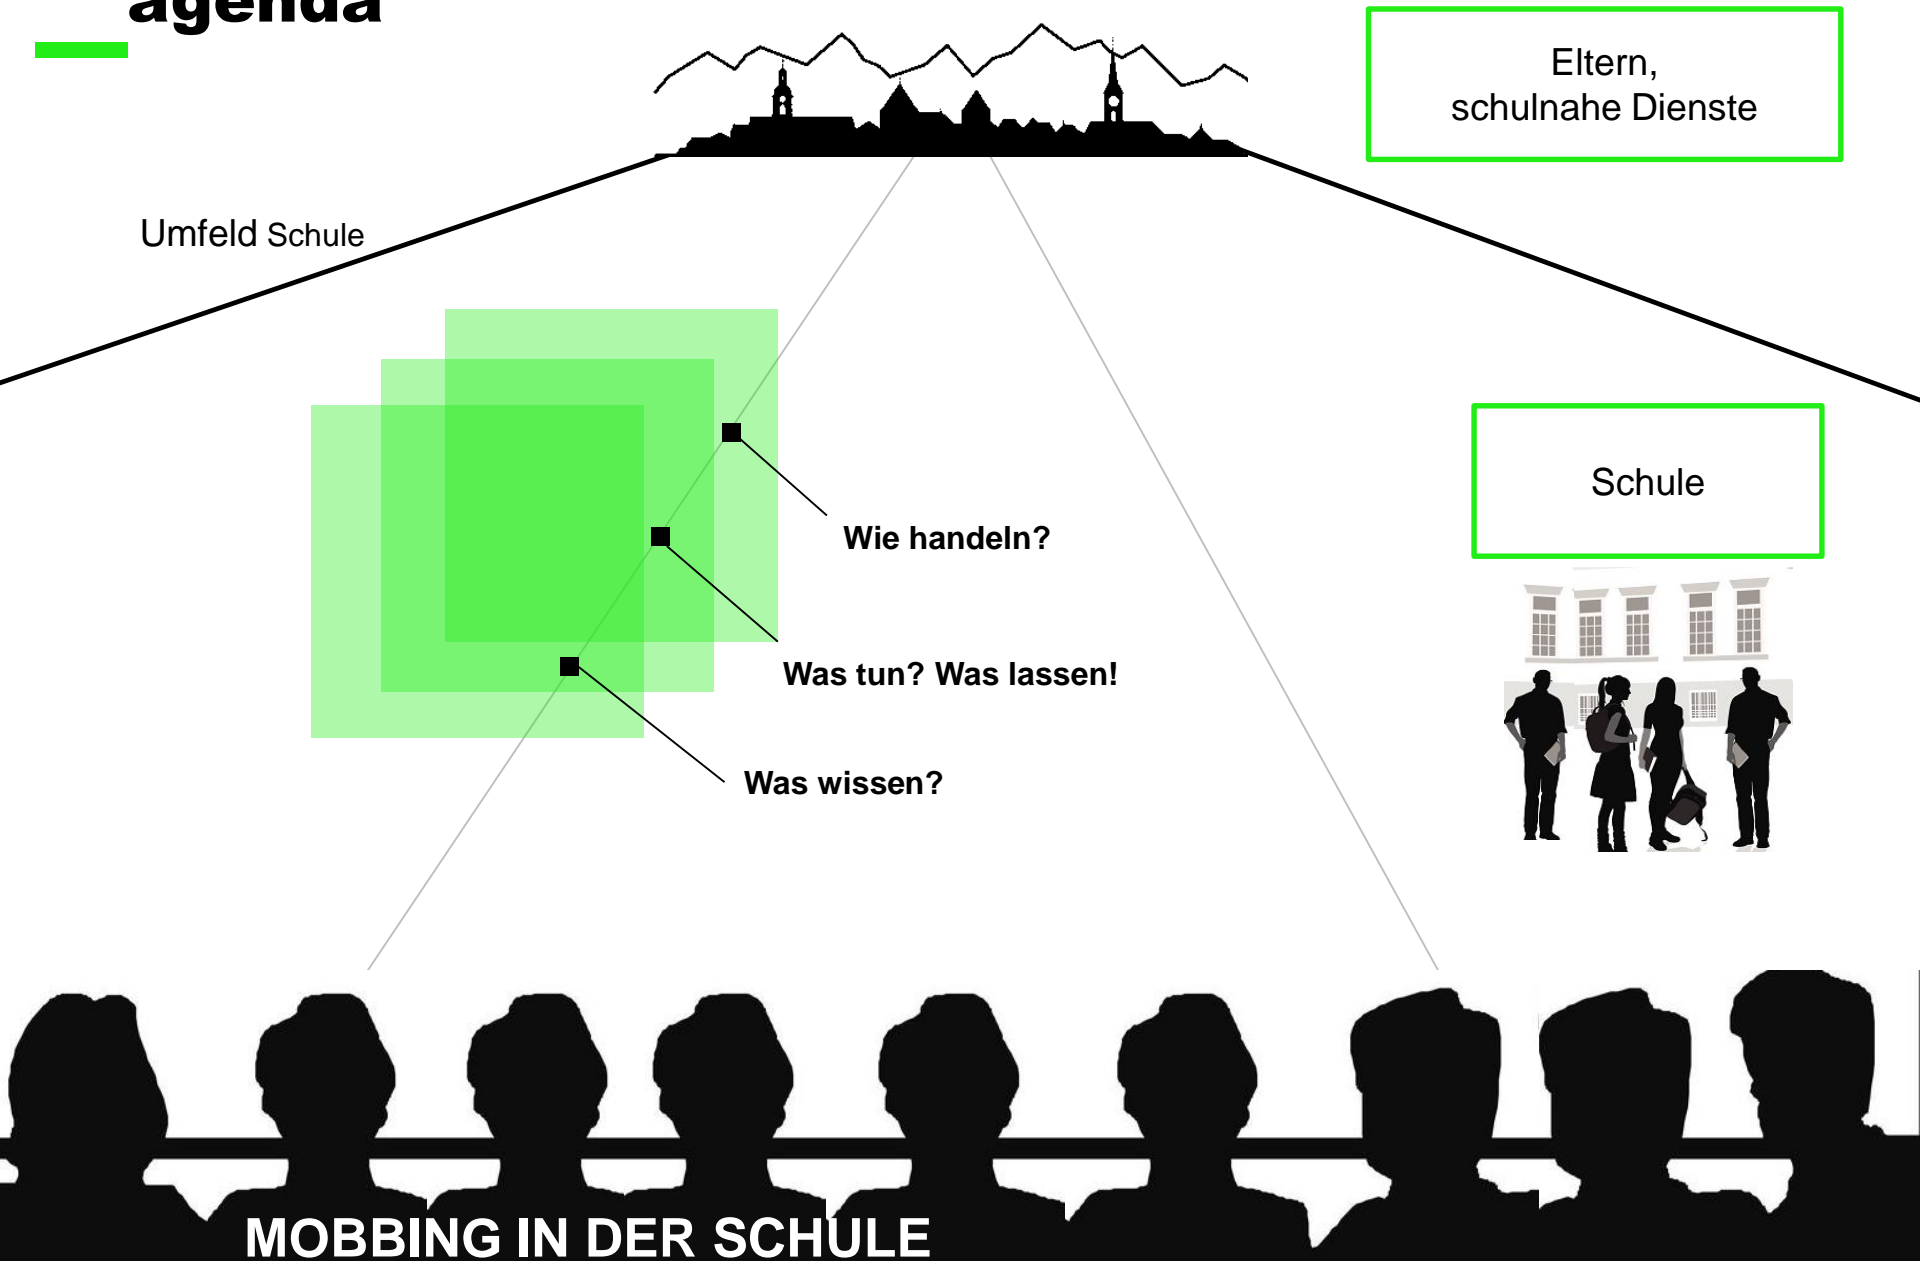 agenda
Eltern,
schulnahe Dienste
Umfeld Schule
Schule
Wie handeln?
Was tun? Was lassen!
Was wissen?
MOBBING IN DER SCHULE